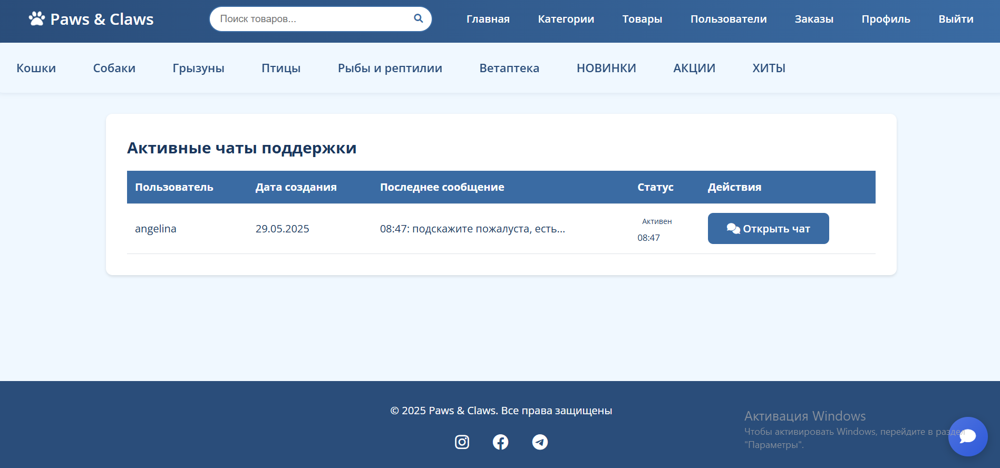 Paws & Claws
Поиск товаров...
Главная
Категории
Товары
Пользователи
Заказы
Профиль
Выйти
Кошки
Собаки
Грызуны
Птицы
Рыбы и рептилии
Ветаптека
НОВИНКИ
АКЦИИ
ХИТЫ
Активные чаты поддержки
Пользователь
Дата создания
Последнее сообщение
Статус
Действия
angelina
29.05.2025
08:47: подскажите пожалуста, есть...
Активен
08:47
Открыть чат
© 2025 Paws & Claws. Все права защищены
Активация Windows
Чтобы активировать Windows, перейдите в раздел
"Параметры".